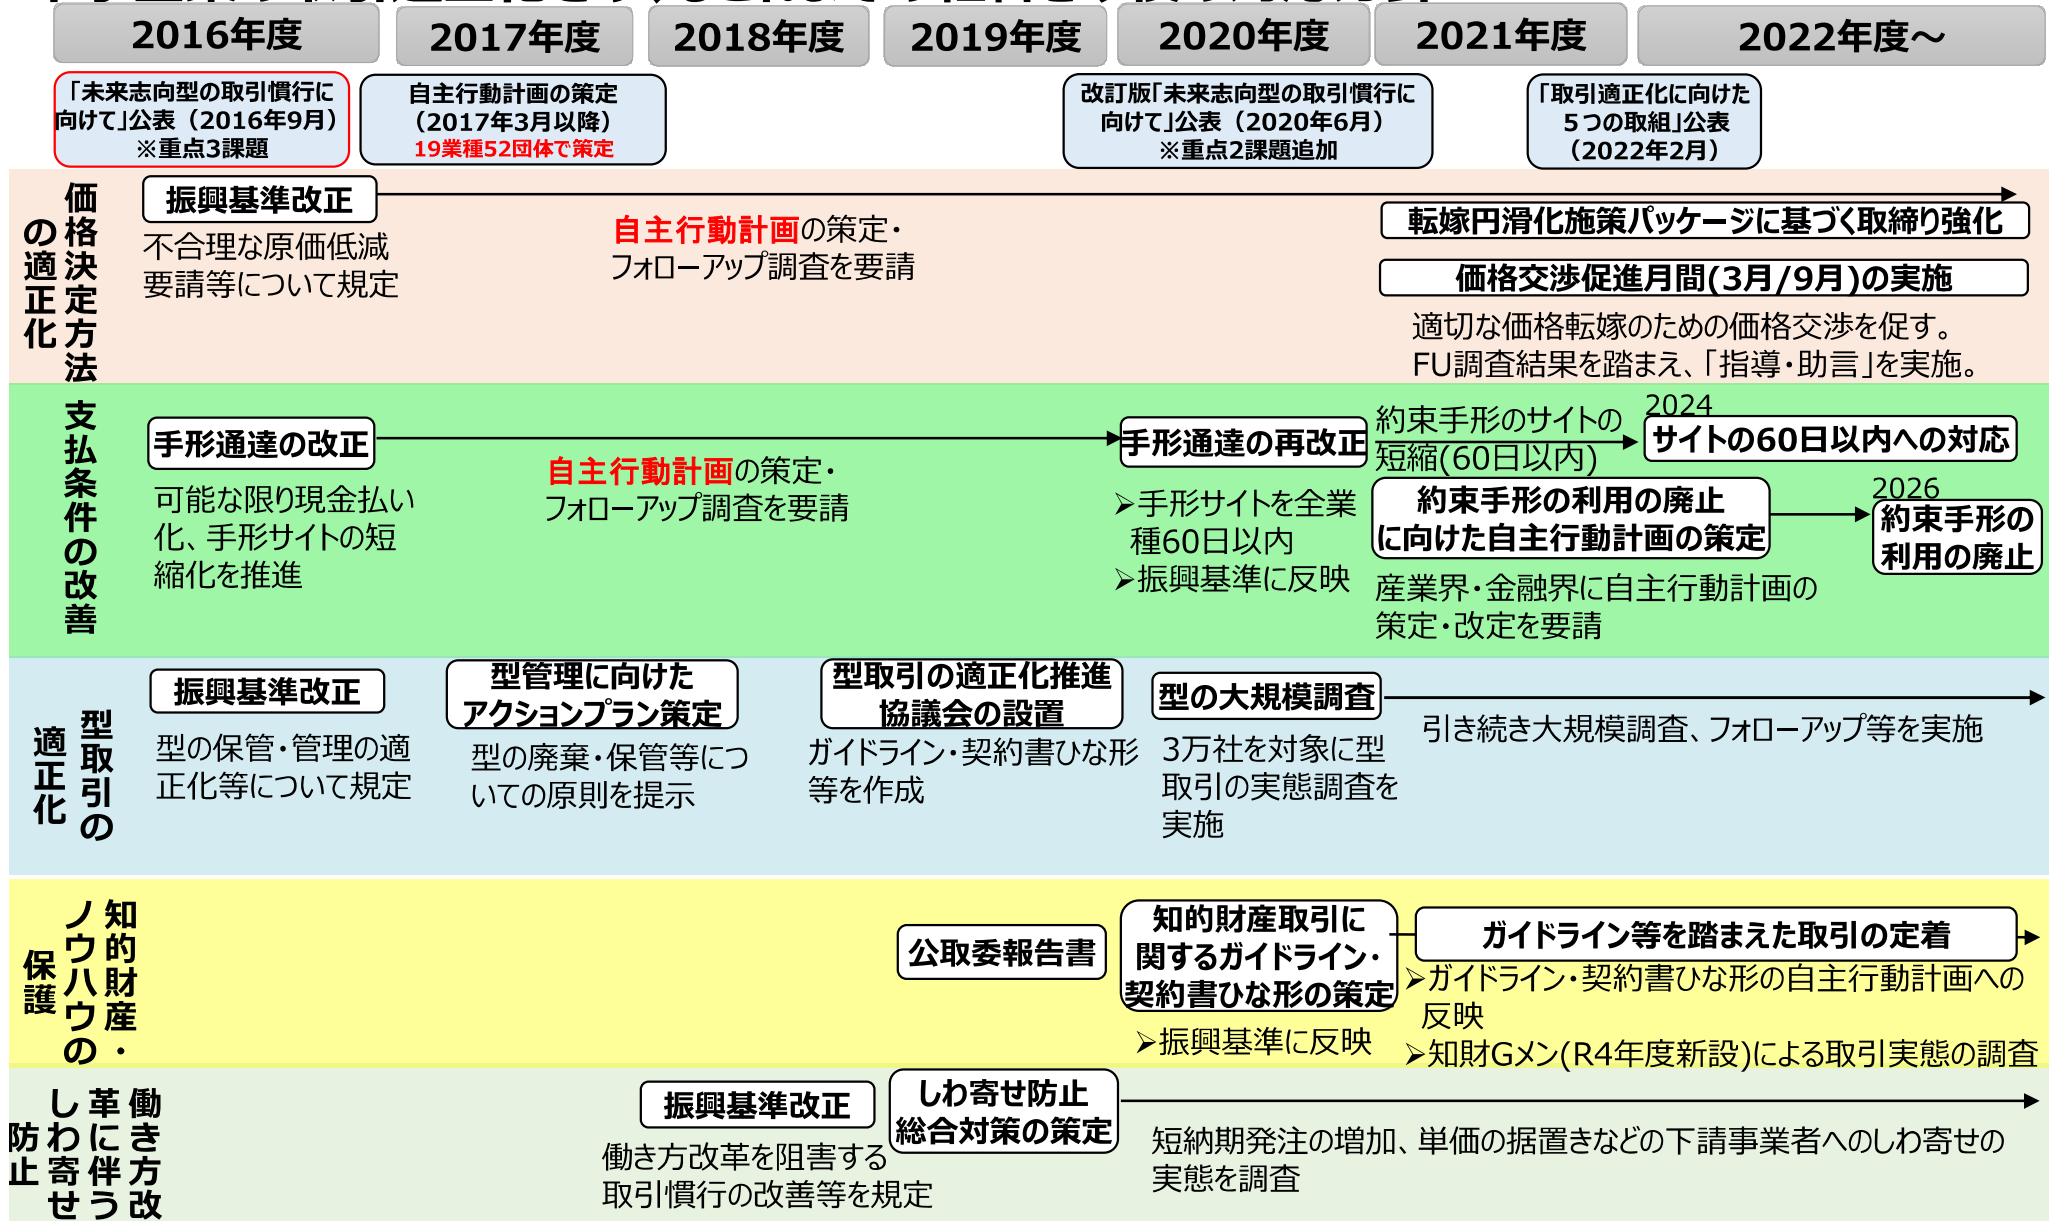 2016年度
2017年度
2018年度
2019年度
2020年度
2021年度
2022年度～
「未来志向型の取引慣行に
向けて」公表（2016年9月）
※重点3課題
自主行動計画の策定
（2017年3月以降）
19業種52団体で策定
改訂版「未来志向型の取引慣行に
向けて」公表（2020年6月）
※重点2課題追加
「取引適正化に向けた
５つの取組」公表
（2022年2月）
価格決定方法
の適正化
振興基準改正
不合理な原価低減
要請等について規定
自主行動計画の策定・
フォローアップ調査を要請
転嫁円滑化施策パッケージに基づく取締り強化
価格交渉促進月間(3月/9月)の実施
適切な価格転嫁のための価格交渉を促す。
FU調査結果を踏まえ、「指導・助言」を実施。
支払条件の改善
手形通達の改正
可能な限り現金払い
化、手形サイトの短
縮化を推進
自主行動計画の策定・
フォローアップ調査を要請
手形通達の再改正
➢手形サイトを全業
種60日以内
➢振興基準に反映
約束手形のサイトの
短縮(60日以内)
2024
サイトの60日以内への対応
約束手形の利用の廃止
に向けた自主行動計画の策定
2026
約束手形の
利用の廃止
産業界・金融界に自主行動計画の
策定・改定を要請
型取引の
適正化
振興基準改正
型の保管・管理の適
正化等について規定
型管理に向けた
アクションプラン策定
型の廃棄・保管等につ
いての原則を提示
型取引の適正化推進
協議会の設置
ガイドライン・契約書ひな形
等を作成
型の大規模調査
3万社を対象に型
取引の実態調査を
実施
引き続き大規模調査、フォローアップ等を実施
知的財産・
ノウハウの
保護
公取委報告書
知的財産取引に
関するガイドライン・
契約書ひな形の策定
➢振興基準に反映
ガイドライン等を踏まえた取引の定着
➢ガイドライン・契約書ひな形の自主行動計画への
反映
➢知財Gメン(R4年度新設)による取引実態の調査
働き方改
革に伴う
しわ寄せ
防止
振興基準改正
働き方改革を阻害する
取引慣行の改善等を規定
しわ寄せ防止
総合対策の策定
短納期発注の増加、単価の据置きなどの下請事業者へのしわ寄せの
実態を調査